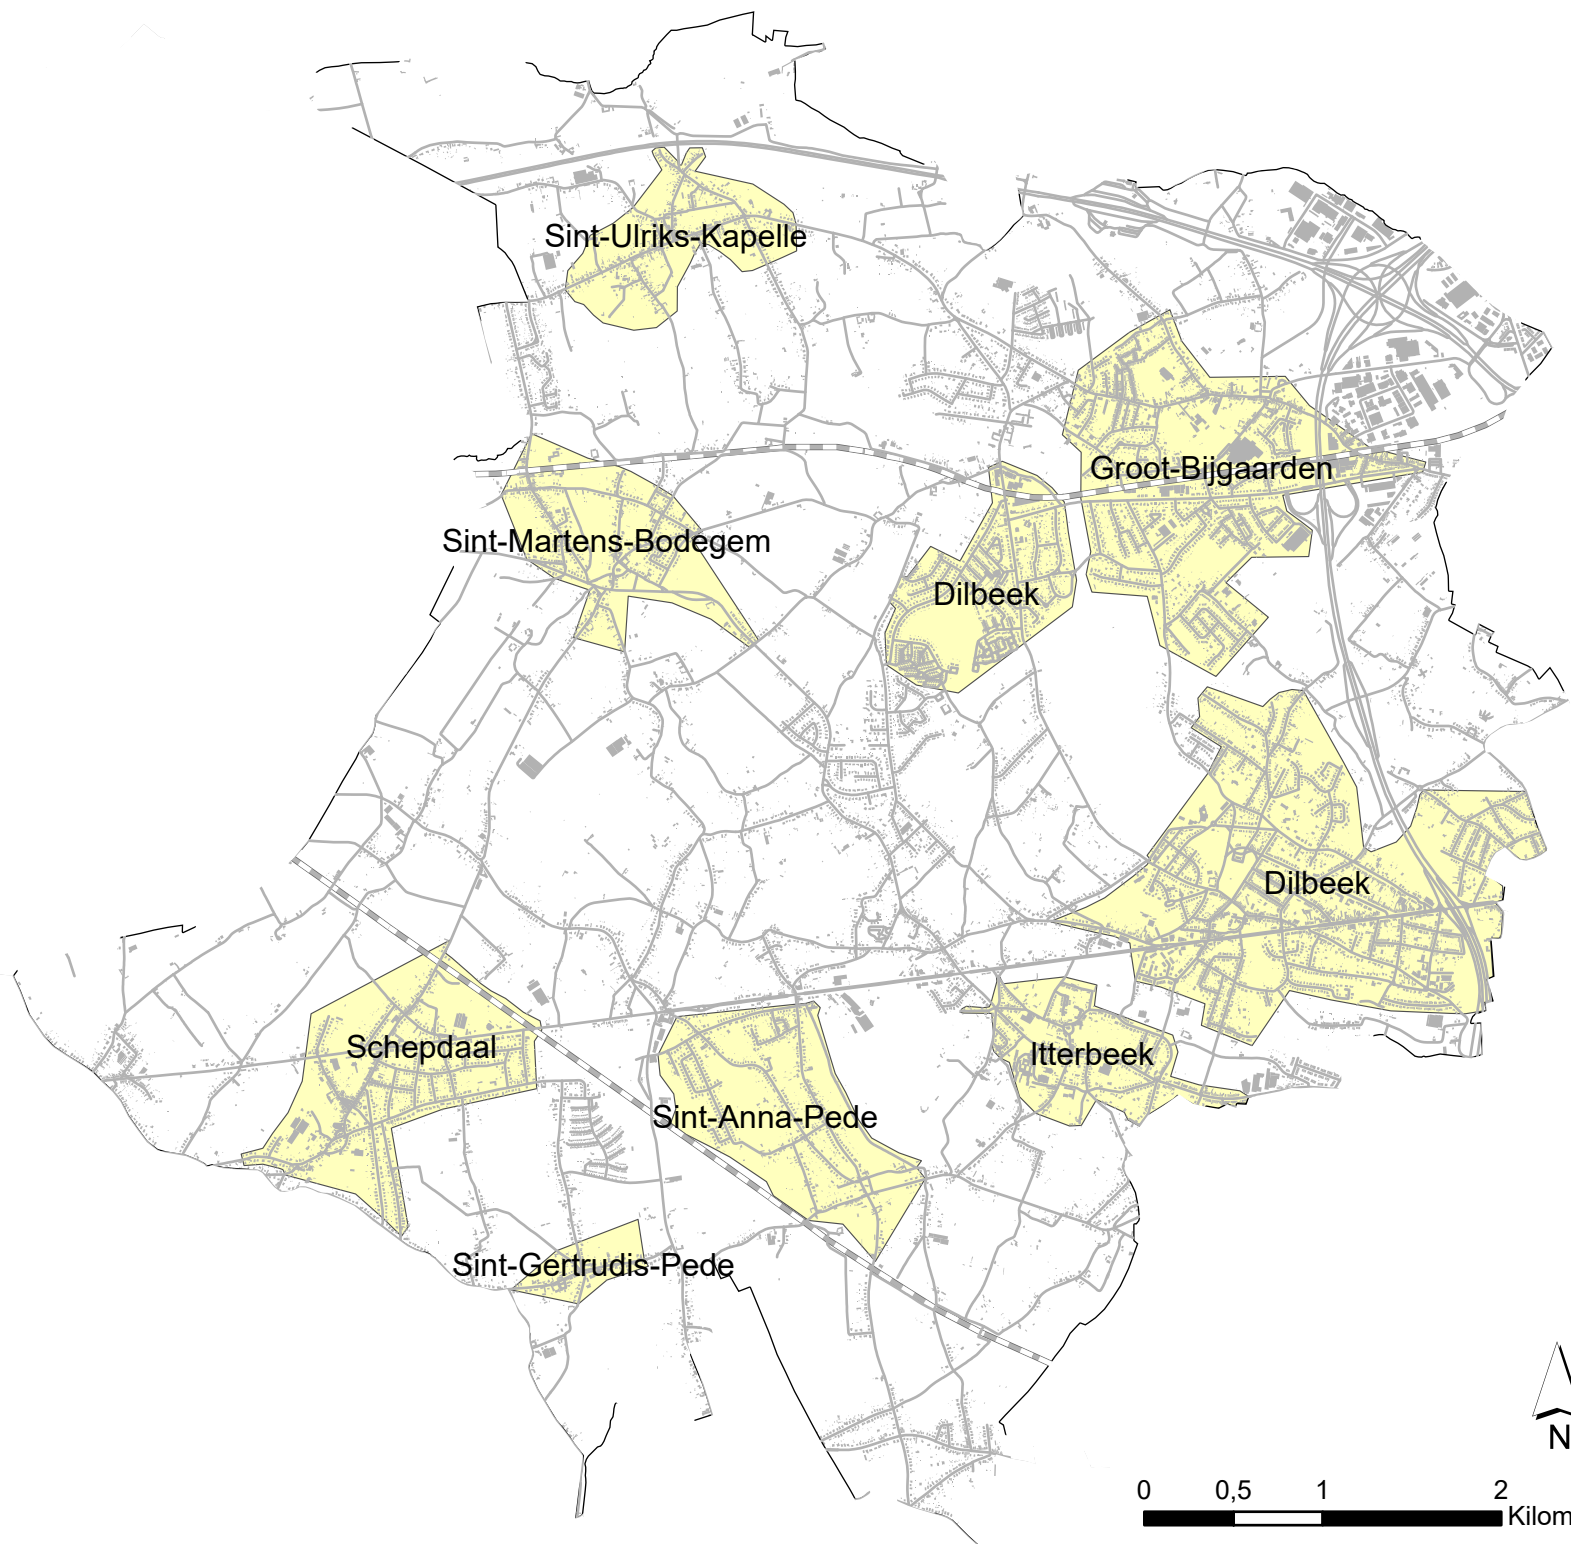 Sint-Ulriks-Kapelle
Groot-Bijgaarden
Sint-Martens-Bodegem
Dilbeek
Dilbeek
Schepdaal
Itterbeek
Sint-Anna-Pede
Sint-Gertrudis-Pede
N
0 0,5 1 2
Kilom